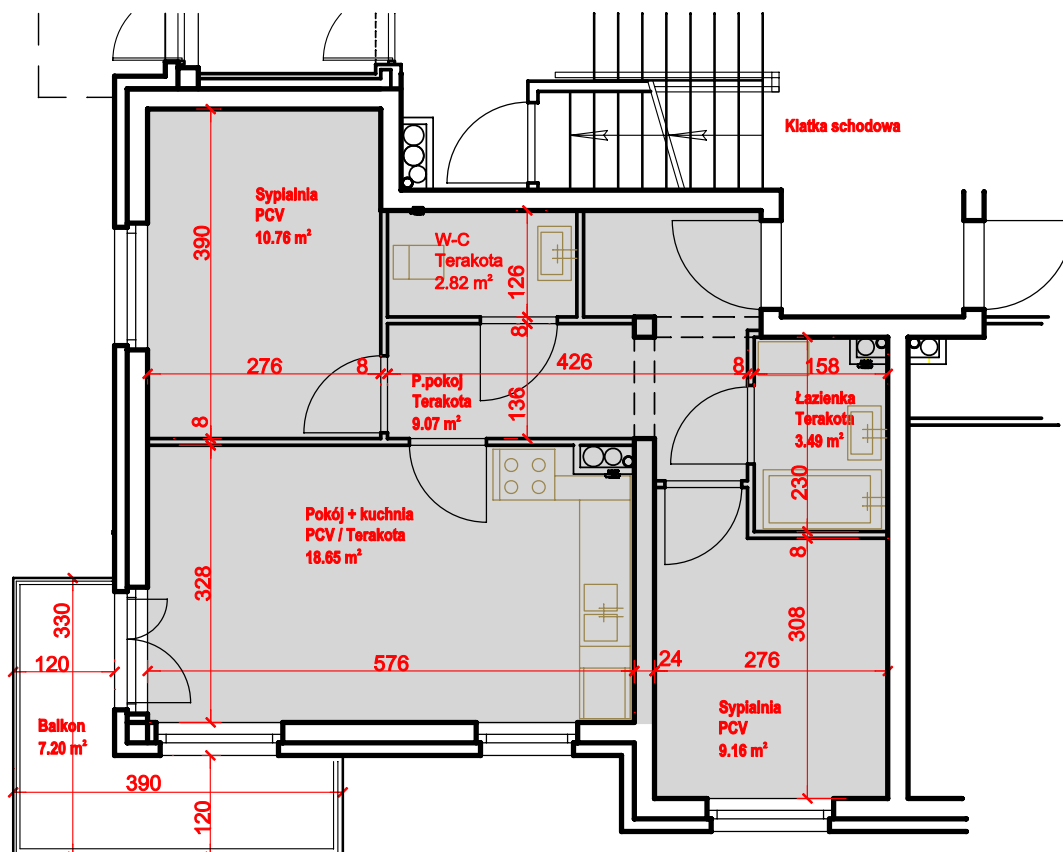 Klatka schodowa
Sypialnia
PCV
10.76 m²
390
W-C
Terakota
2.82 m²
126
8
276
8
426
8
158
P.pokoj
Terakota
9.07 m²
136
Łazienka
Terakota
3.49 m²
230
8
8
Pokój + kuchnia
PCV / Terakota
18.65 m²
328
308
330
120
576
24
276
Balkon
7.20 m²
Sypialnia
PCV
9.16 m²
390
120